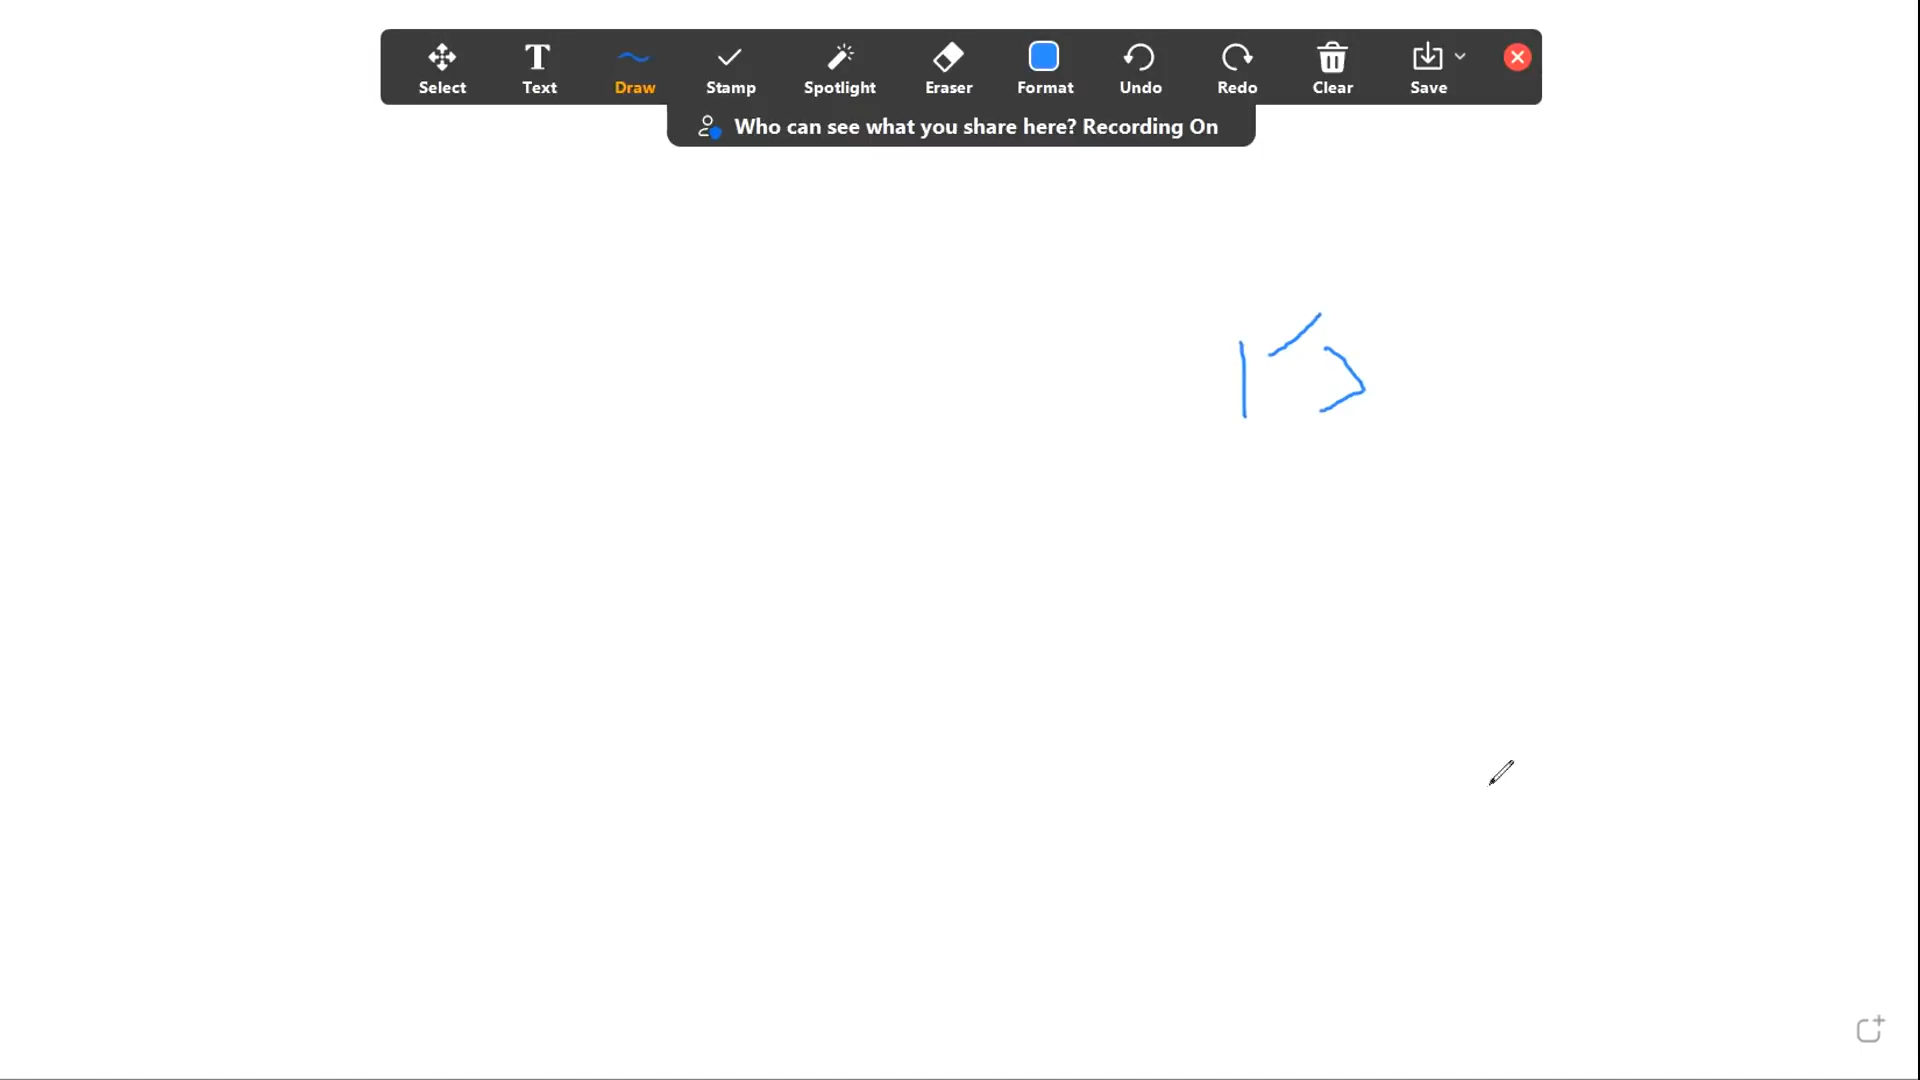 Select Text Draw Stamp Spotlight Eraser Format Undo Redo Clear Save
Who can see what you share here? Recording On